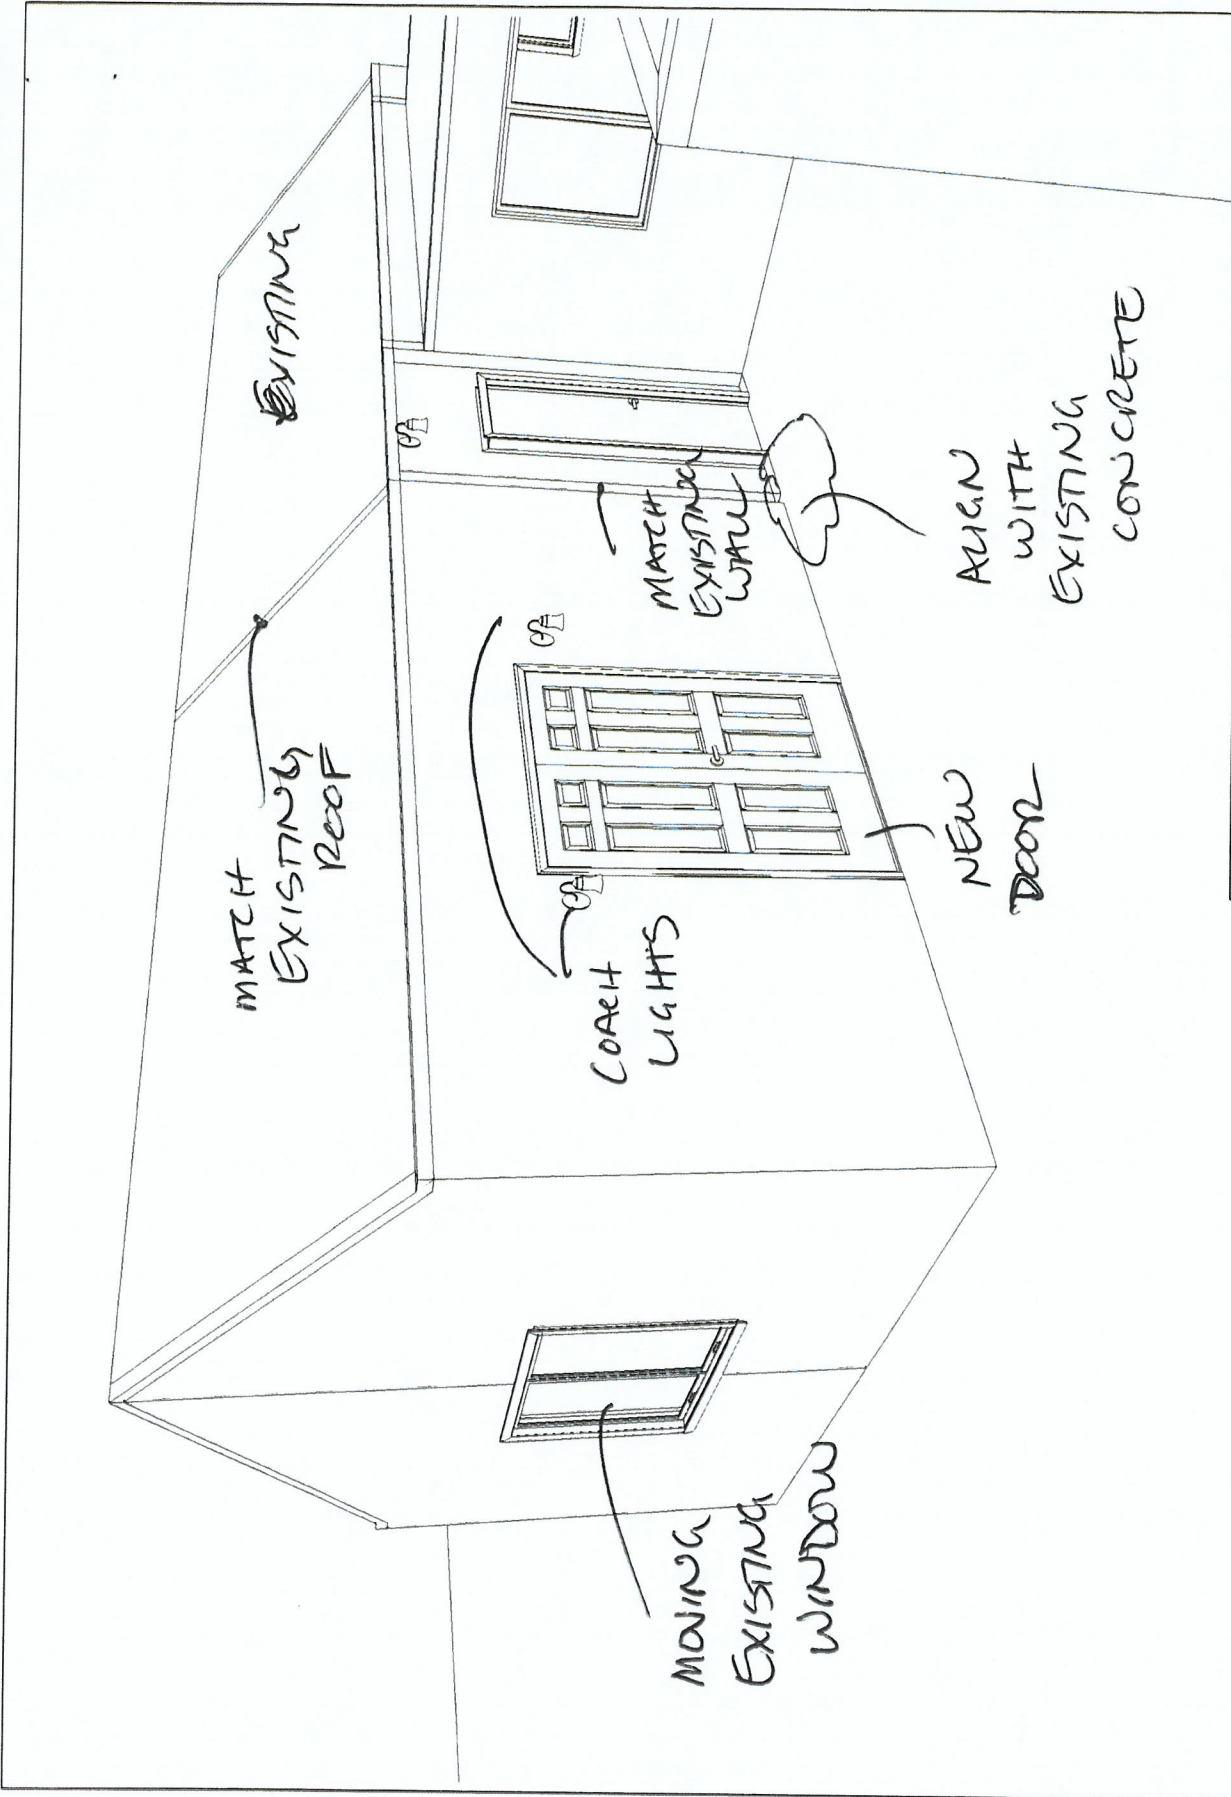 EXISTING
MATCH
EXISTING
ROOF
MATCH
EXISTING
WALL
COACH
LIGHTS
ALIGN
WITH
EXISTING
CONCRETE
NEW
DOOR
MOVING
EXISTING
WINDOW